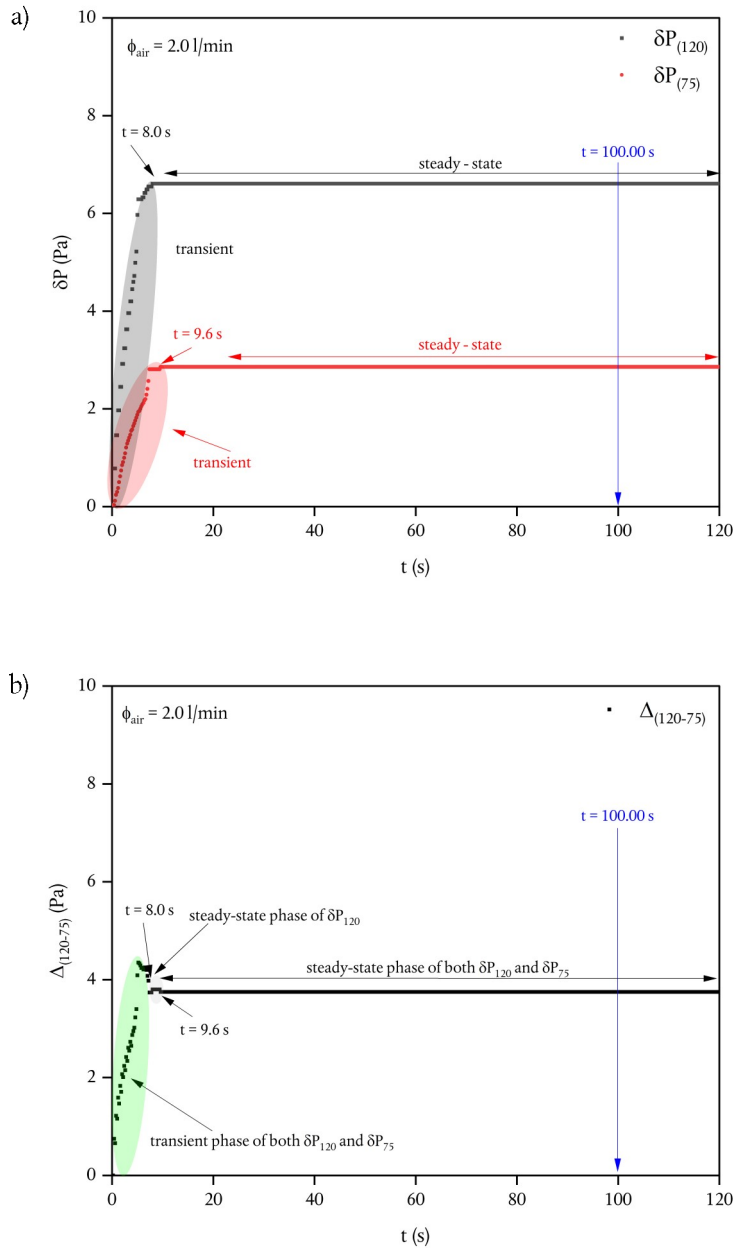 a)
10
ϕair = 2.0 l/min
δP(120)
δP(75)
8
t = 8.0 s
t = 100.00 s
steady - state
6
transient
δP (Pa)
4
t = 9.6 s
steady - state
2
transient
0
0 20 40 60 80 100 120
t (s)
b)
10
ϕair = 2.0 l/min
Δ(120-75)
8
t = 100.00 s
6
Δ(120-75) (Pa)
t = 8.0 s
steady-state phase of δP120
steady-state phase of both δP120 and δP75
4
t = 9.6 s
2
transient phase of both δP120 and δP75
0
0 20 40 60 80 100 120
t (s)